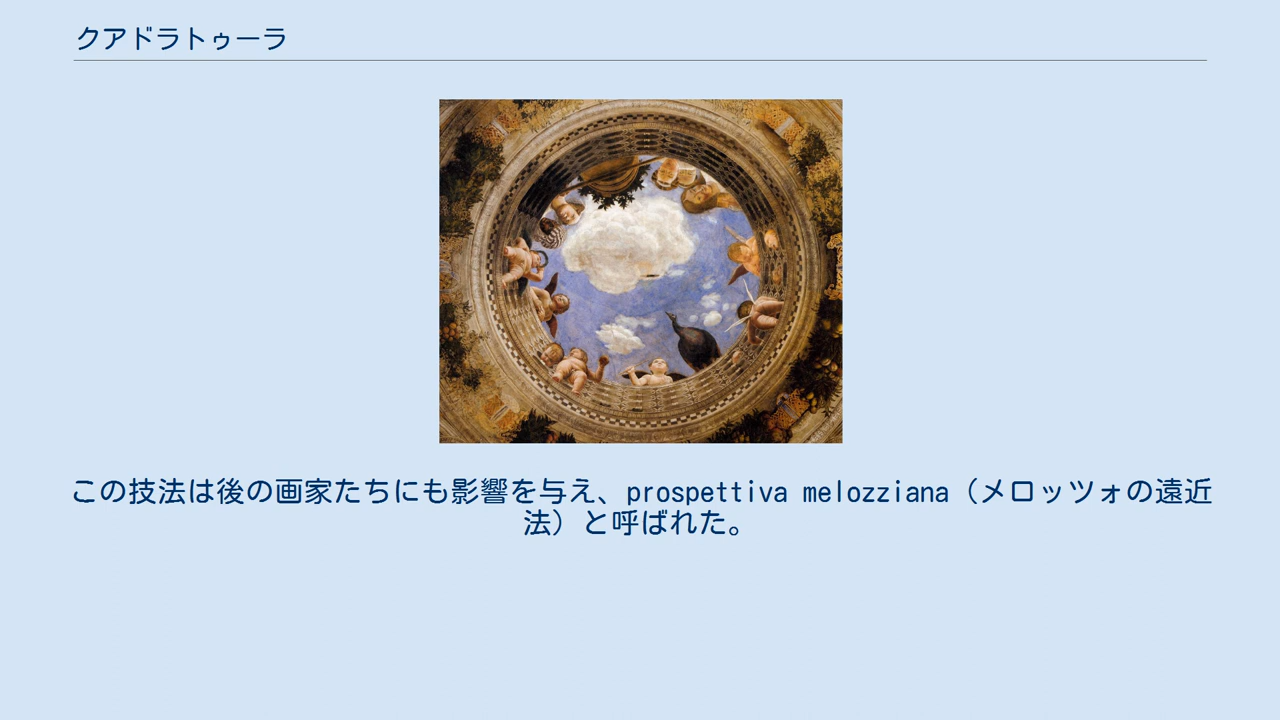 クアドラトゥーラ
この技法は後の画家たちにも影響を与え、prospettiva melozziana（メロッツォの遠近
法）と呼ばれた。